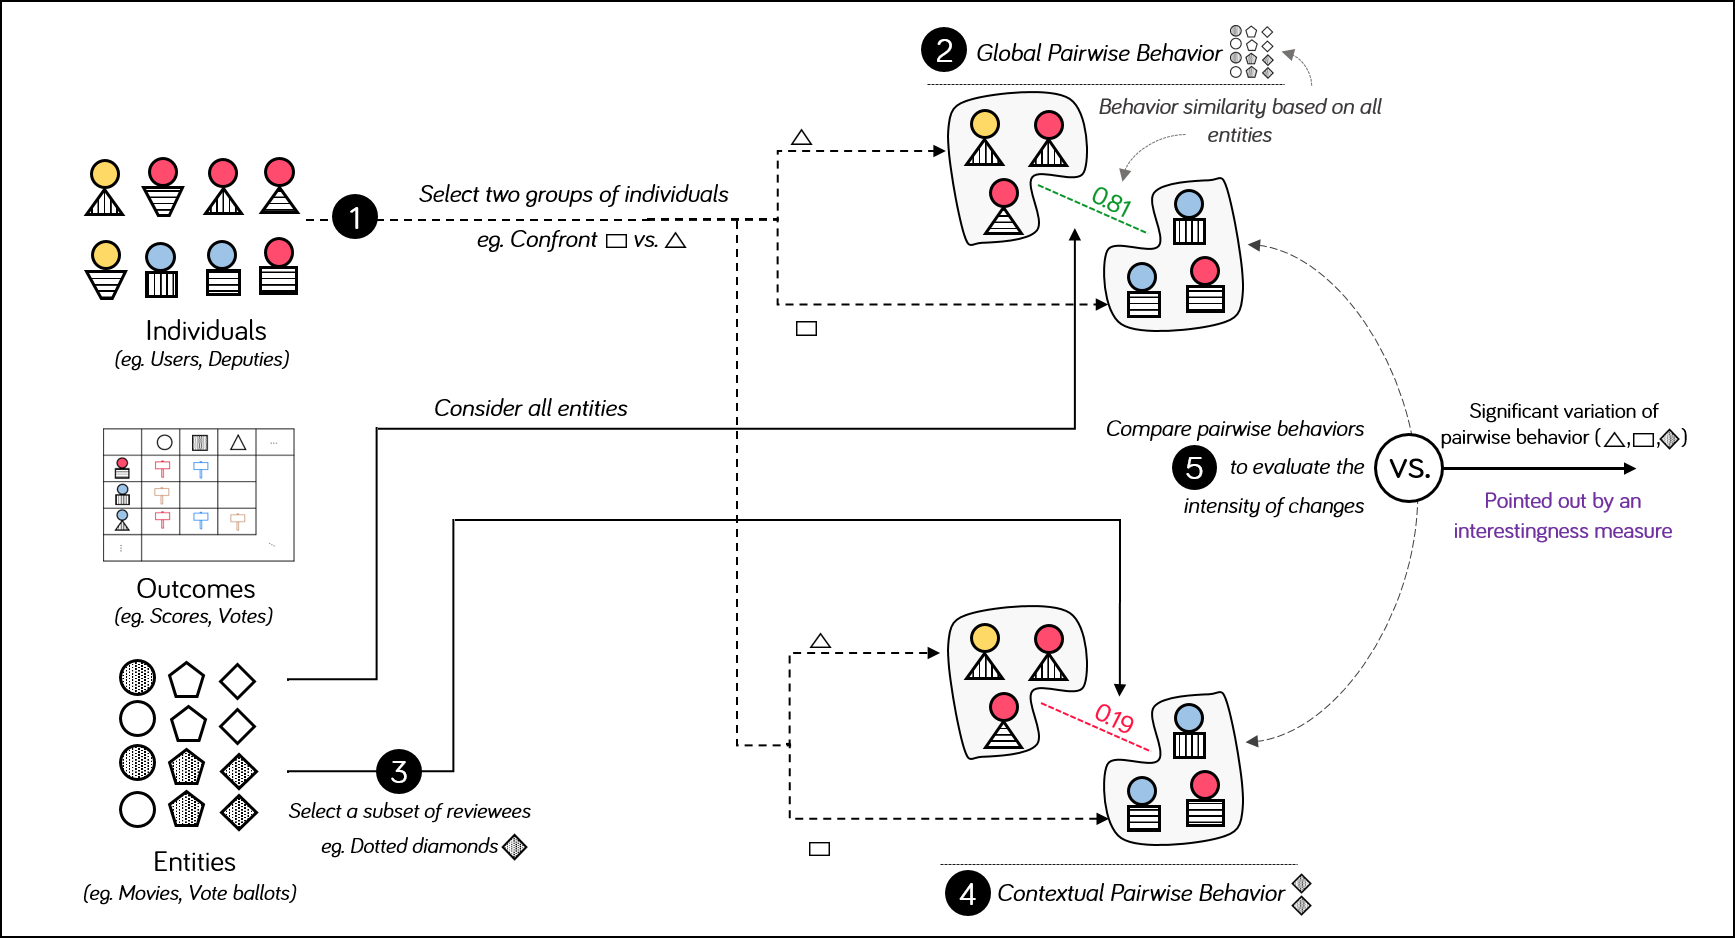 2 Global Pairwise Behavior
Behavior similarity based on all
entities
0.81
1
Select two groups of individuals
eg. Confront vs.
Individuals
(eg. Users, Deputies)
Consider all entities
Outcomes
(eg. Scores, Votes)
Compare pairwise behaviors
5 to evaluate the
intensity of changes
VS.
Significant variation of
pairwise behavior ( , , )
Pointed out by an
interestingness measure
0.19
3
Select a subset of reviewees
eg. Dotted diamonds
Entities
(eg. Movies, Vote ballots)
4 Contextual Pairwise Behavior